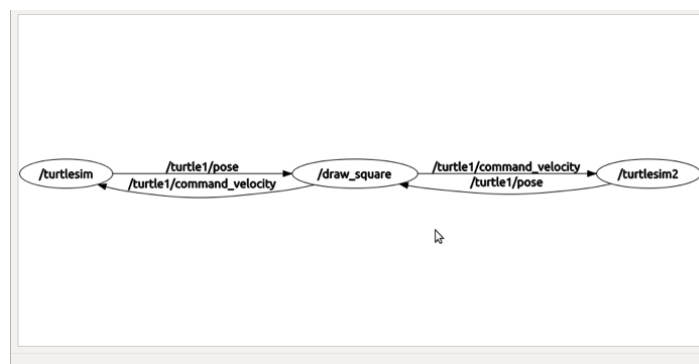 /turtle1/pose
/turtle1/command_velocity
/turtlesim
/draw_square
/turtlesim2
/turtle1/command_velocity
/turtle1/pose